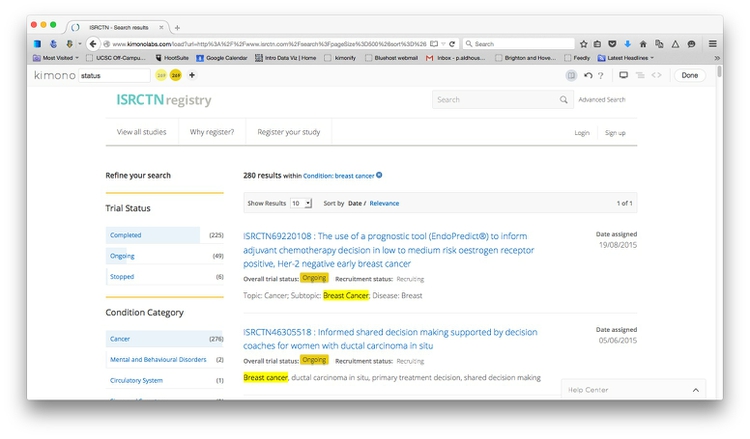 ISRCTN - Search results
www.kimonolabs.com/load?url=http%3A%2F%2Fwww.isrctn.com%2Fsearch%3FpageSize%3D500%26sort%3D%26
Search
Most Visited
UCSC Off-Campu...
HootSuite
Google Calendar
Intro Data Viz | Home
kimonify
Bluehost webmail
Inbox - p.aldhous...
Brighton and Hove...
Feedly
Latest Headlines
kimono
status
269
269
+
Done
ISRCTN registry
Search
Advanced Search
View all studies
Why register?
Register your study
Login
Sign up
Refine your search
280 results within Condition: breast cancer
Trial Status
Show Results 10 Sort by Date / Relevance
1 of 1
Completed (225)
Ongoing (49)
Stopped (6)
ISRCTN69220108 : The use of a prognostic tool (EndoPredict®) to inform
adjuvant chemotherapy decision in low to medium risk oestrogen receptor
positive, Her-2 negative early breast cancer
Date assigned
19/08/2015
Overall trial status: Ongoing Recruitment status: Recruiting
Topic: Cancer; Subtopic: Breast Cancer; Disease: Breast
Condition Category
Cancer (276)
Mental and Behavioural Disorders (2)
Circulatory System (1)
ISRCTN46305518 : Informed shared decision making supported by decision
coaches for women with ductal carcinoma in situ
Date assigned
05/06/2015
Overall trial status: Ongoing Recruitment status: Recruiting
Breast cancer, ductal carcinoma in situ, primary treatment decision, shared decision making
Help Center